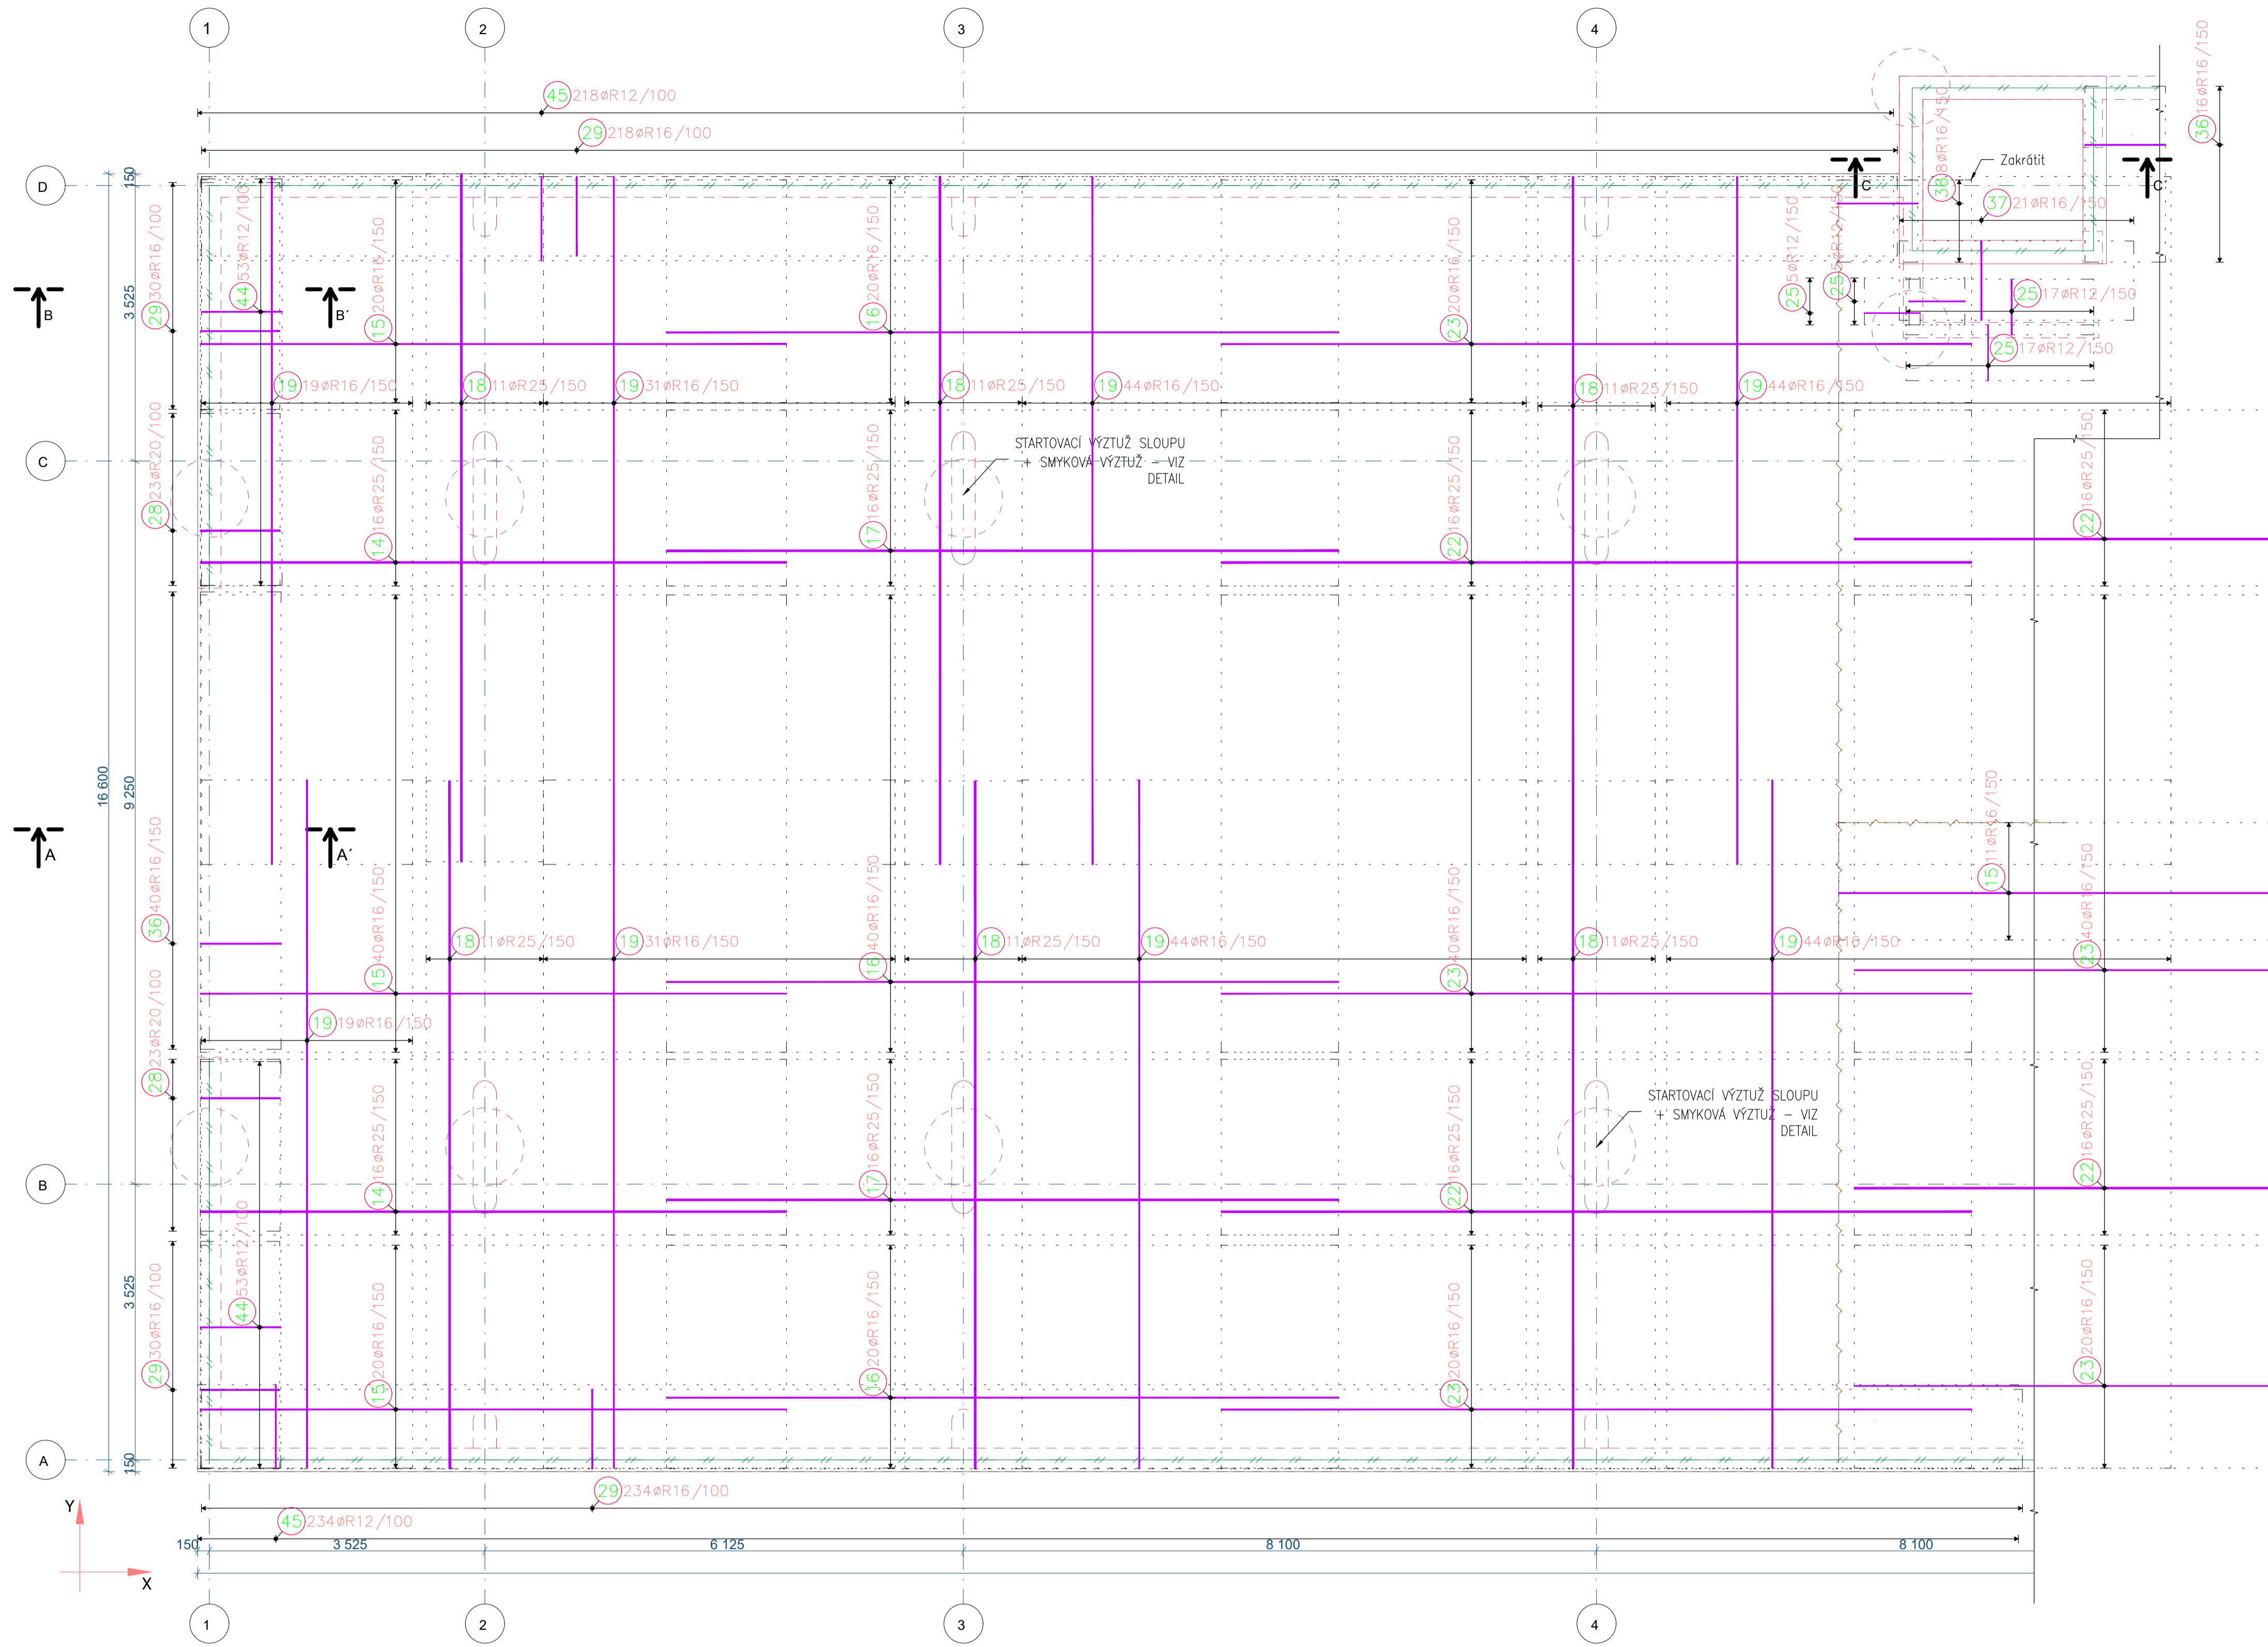 1
2
3
4
45 218øR12/100
29 218øR16/100
36 16øR16/150
D
150
Zakrátit
C
C´
36 8øR16/150
37 21øR16/150
29 30øR16/100
44 53øR12/100
15 20øR16/150
16 20øR16/150
23 20øR16/150
25 5øR12/150
25 5øR12/150
25 17øR12/150
25 17øR12/150
3 525
B
B´
19 19øR16/150
18 11øR25/150
19 31øR16/150
18 11øR25/150
19 44øR16/150
18 11øR25/150
19 44øR16/150
C
STARTOVACÍ VÝZTUŽ SLOUPU
+ SMYKOVÁ VÝZTUŽ – VIZ
DETAIL
28 23øR20/100
14 16øR25/150
17 16øR25/150
22 16øR25/150
22 16øR25/150
16 600
9 250
A
A´
36 40øR16/150
15 40øR16/150
16 40øR16/150
23 40øR16/150
15 11øR16/150
23 40øR16/150
18 11øR25/150
19 31øR16/150
18 11øR25/150
19 44øR16/150
18 11øR25/150
19 44øR16/150
19 19øR16/150
28 23øR20/100
14 16øR25/150
17 16øR25/150
22 16øR25/150
22 16øR25/150
STARTOVACÍ VÝZTUŽ SLOUPU
+ SMYKOVÁ VÝZTUŽ – VIZ
DETAIL
B
3 525
44 53øR12/100
29 30øR16/100
15 20øR16/150
16 20øR16/150
23 20øR16/150
23 20øR16/150
A
150
29 234øR16/100
45 234øR12/100
Y
X
150
3 525
6 125
8 100
8 100
1
2
3
4